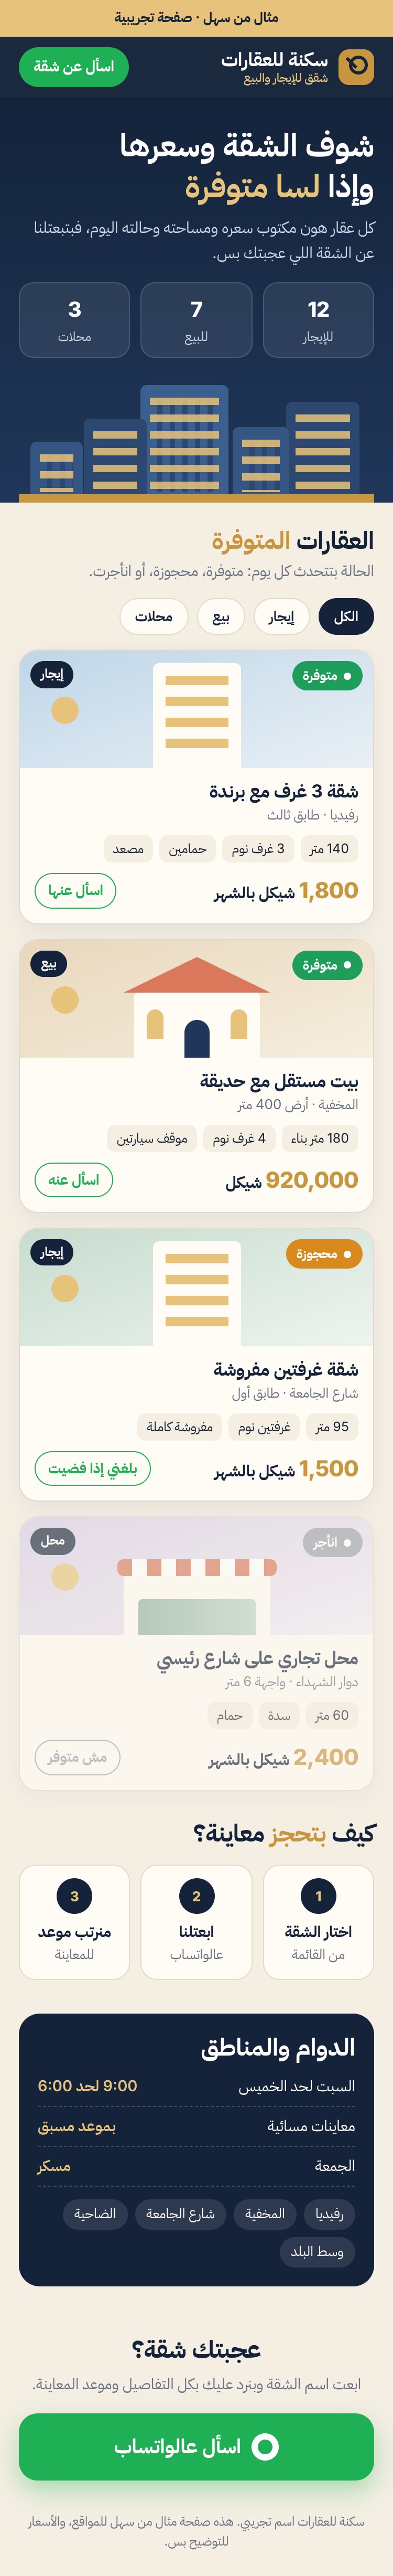 مثال من سهل · صفحة تجريبية
سكنة للعقارات
شقق للإيجار والبيع
اسأل عن شقة
شوف الشقة وسعرها
وإذا لسا متوفرة
كل عقار هون مكتوب سعره ومساحته وحالته اليوم، فبتبعتلنا
عن الشقة اللي عجبتك بس.
12
للإيجار
7
للبيع
3
محلات
العقارات المتوفرة
الحالة بتتحدث كل يوم: متوفرة، محجوزة، أو انأجرت.
الكل
إيجار
بيع
محلات
متوفرة
إيجار
شقة 3 غرف مع برندة
رفيديا · طابق ثالث
140 متر
3 غرف نوم
حمامين
مصعد
1,800 شيكل بالشهر
اسأل عنها
متوفرة
بيع
بيت مستقل مع حديقة
المخفية · أرض 400 متر
180 متر بناء
4 غرف نوم
موقف سيارتين
920,000 شيكل
اسأل عنه
محجوزة
إيجار
شقة غرفتين مفروشة
شارع الجامعة · طابق أول
95 متر
غرفتين نوم
مفروشة كاملة
1,500 شيكل بالشهر
بلغني إذا فضيت
انأجر
محل
محل تجاري على شارع رئيسي
دوار الشهداء · واجهة 6 متر
60 متر
سدة
حمام
2,400 شيكل بالشهر
مش متوفر
كيف بتحجز معاينة؟
1
اختار الشقة
من القائمة
2
ابعتلنا
عالواتساب
3
منرتب موعد
للمعاينة
الدوام والمناطق
السبت لحد الخميس
9:00 لحد 6:00
معاينات مسائية
بموعد مسبق
الجمعة
مسكر
رفيديا
المخفية
شارع الجامعة
الضاحية
وسط البلد
عجبتك شقة؟
ابعت اسم الشقة وبنرد عليك بكل التفاصيل وموعد المعاينة.
اسأل عالواتساب
سكنة للعقارات اسم تجريبي. هذه صفحة مثال من سهل للمواقع، والأسعار
للتوضيح بس.